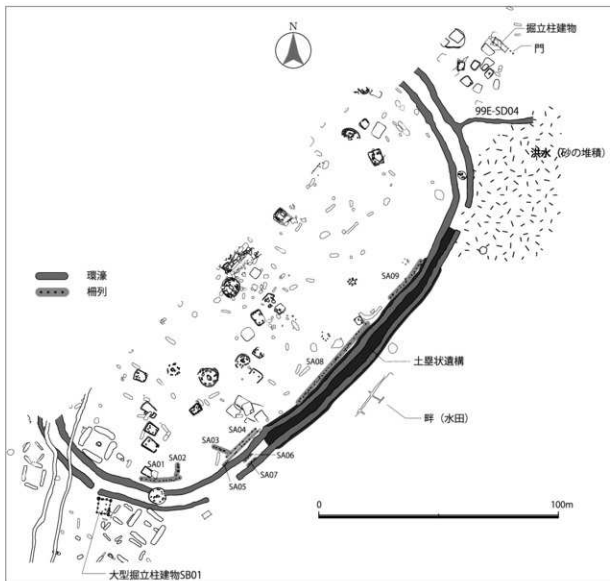 N
掘立柱建物
門
99E-SD04
洪水（砂の堆積）
環濠
柵列
SA09
土塁状遺構
SA08
畔（水田）
SA04
SA03
SA02
SA01
SA06
SA07
SA05
0
100m
大型掘立柱建物SB01